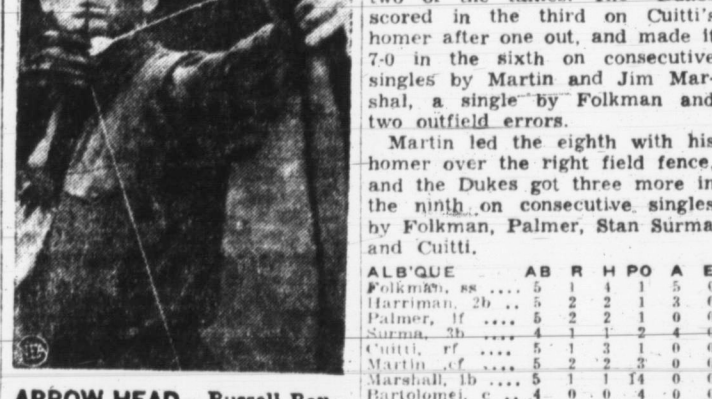 scored in the third on Cuitti's
homer after one out, and made it
7-0 in the sixth on consecutive
singles by Martin and Jim Mar-
shal, a single by Folkman and
two outfield errors.
Martin led the eighth with his
homer over the right field fence,
and the Dukes got three more in
the ninth on consecutive singles
by Folkman, Palmer, Stan Surma
and Cuitti.
ALB'QUE AB R H PO A E
Folkman, ss .... 5 1 4 1 5
Harriman, 2b .. 5 2 2 1 3
Palmer, lf .... 5 2 2 1 0
Surma, 3b .... 4 1 1 2 4
Cuitti, rf .... 5 1 3 1 0
Martin .cf .... 5 2 2 3 0
Marshall, 1b .... 5 1 1 14 0
Bartolomei, c .. 4 0 0 4 0
ARROW HEAD Russell